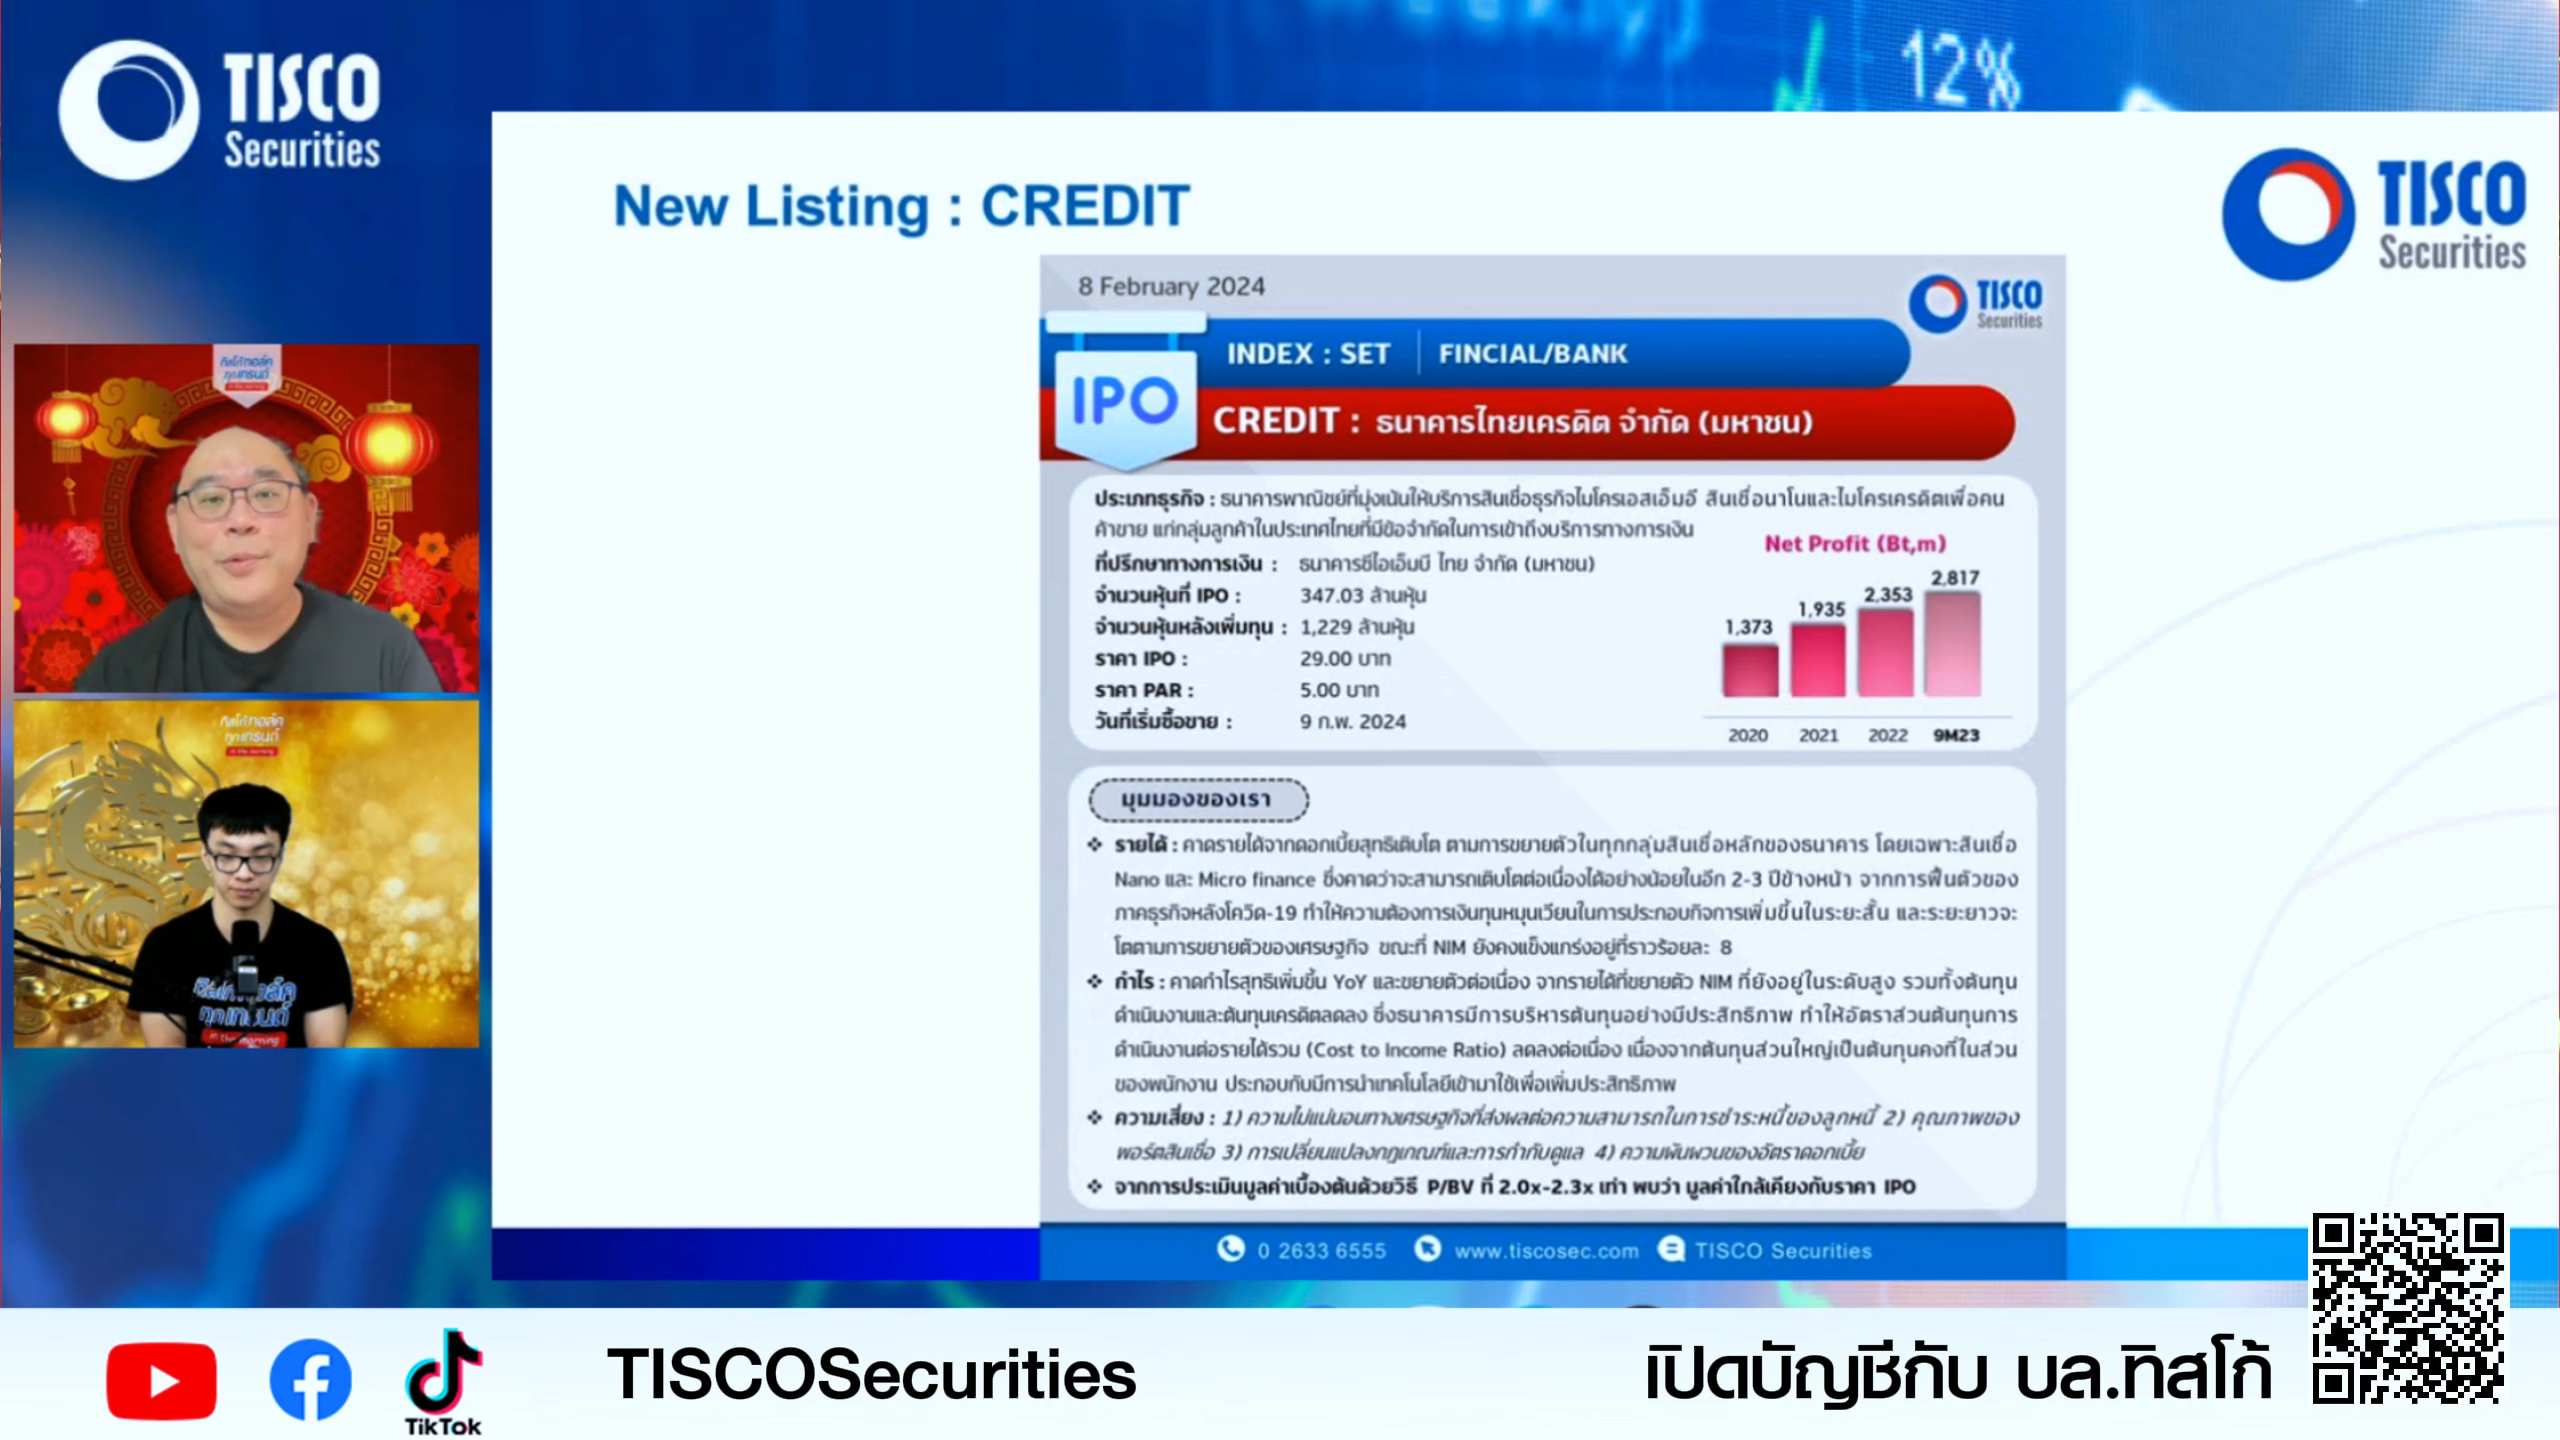 TISCO
Securities
12%
New Listing : CREDIT
TISCO
Securities
8 February 2024
TISCO
Securities
INDEX : SET
FINCIAL/BANK
IPO
CREDIT : ธนาคารไทยเครดิต จำกัด (มหาชน)
ประเภทธุรกิจ : ธนาคารพาณิชย์ที่มุ่งเน้นให้บริการสินเชื่อธุรกิจไมโครเอสเอ็มอี สินเชื่อนาโนและไมโครเครดิตเพื่อคน
ค้าขาย แก่กลุ่มลูกค้าในประเทศไทยที่มีข้อจำกัดในการเข้าถึงบริการทางการเงิน
ที่ปรึกษาทางการเงิน : ธนาคารซีไอเอ็มบี ไทย จำกัด (มหาชน)
จำนวนหุ้นที่ IPO : 347.03 ล้านหุ้น
จำนวนหุ้นหลังเพิ่มทุน : 1,229 ล้านหุ้น
ราคา IPO : 29.00 บาท
ราคา PAR : 5.00 บาท
วันที่เริ่มซื้อขาย : 9 ก.พ. 2024
Net Profit (Bt,m)
1,373
1,935
2,353
2,817
2020 2021 2022 9M23
มุมมองของเรา
❖ รายได้ : คาดรายได้จากดอกเบี้ยสุทธิเติบโต ตามการขยายตัวในทุกกลุ่มสินเชื่อหลักของธนาคาร โดยเฉพาะสินเชื่อ
Nano และ Micro finance ซึ่งคาดว่าจะสามารถเติบโตต่อเนื่องได้อย่างน้อยในอีก 2-3 ปีข้างหน้า จากการฟื้นตัวของ
ภาคธุรกิจหลังโควิด-19 ทำให้ความต้องการเงินทุนหมุนเวียนในการประกอบกิจการเพิ่มขึ้นในระยะสั้น และระยะยาวจะ
โตตามการขยายตัวของเศรษฐกิจ ขณะที่ NIM ยังคงแข็งแกร่งอยู่ที่ราวร้อยละ 8
❖ กำไร : คาดกำไรสุทธิเพิ่มขึ้น YoY และขยายตัวต่อเนื่อง จากรายได้ที่ขยายตัว NIM ที่ยังอยู่ในระดับสูง รวมทั้งต้นทุน
ดำเนินงานและต้นทุนเครดิตลดลง ซึ่งธนาคารมีการบริหารต้นทุนอย่างมีประสิทธิภาพ ทำให้อัตราส่วนต้นทุนการ
ดำเนินงานต่อรายได้รวม (Cost to Income Ratio) ลดลงต่อเนื่อง เนื่องจากต้นทุนส่วนใหญ่เป็นต้นทุนคงที่ในส่วน
ของพนักงาน ประกอบกับมีการนำเทคโนโลยีเข้ามาใช้เพื่อเพิ่มประสิทธิภาพ
❖ ความเสี่ยง : 1) ความไม่แน่นอนทางเศรษฐกิจที่ส่งผลต่อความสามารถในการชำระหนี้ของลูกหนี้ 2) คุณภาพของ
พอร์ตสินเชื่อ 3) การเปลี่ยนแปลงกฎเกณฑ์และการกำกับดูแล 4) ความผันผวนของอัตราดอกเบี้ย
❖ จากการประเมินมูลค่าเบื้องต้นด้วยวิธี P/BV ที่ 2.0x-2.3x เท่า พบว่า มูลค่าใกล้เคียงกับราคา IPO
0 2633 6555 www.tiscosec.com TISCO Securities
ทิสโก้ทอล์ค
ทุกเทรนด์
in the morning
ทิสโก้ทอล์ค
ทุกเทรนด์
in the morning
TikTok
TISCOSecurities
เปิดบัญชีกับ บล.ทิสโก้